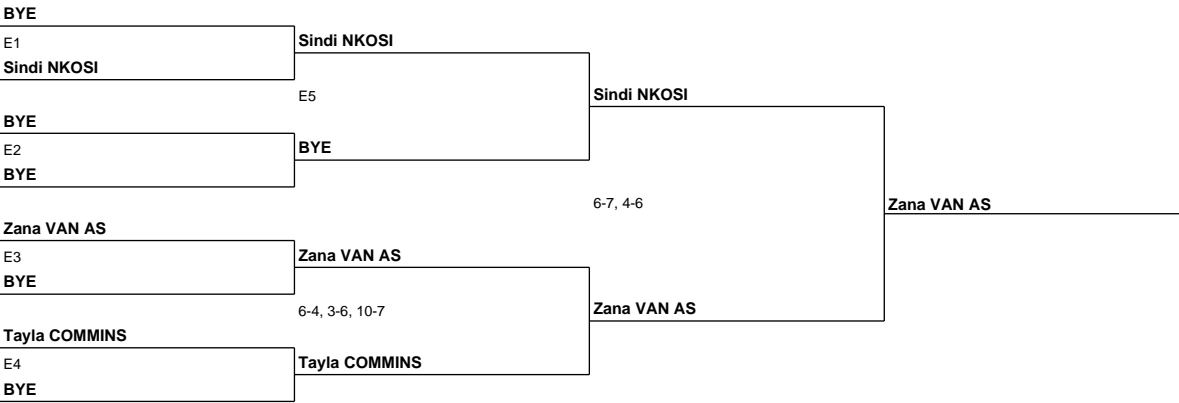 BYE
E1
Sindi NKOSI
Sindi NKOSI
E5
BYE
E2
BYE
BYE
Sindi NKOSI
6-7, 4-6
Zana VAN AS
Zana VAN AS
E3
BYE
Zana VAN AS
6-4, 3-6, 10-7
Tayla COMMINS
E4
BYE
Tayla COMMINS
Zana VAN AS